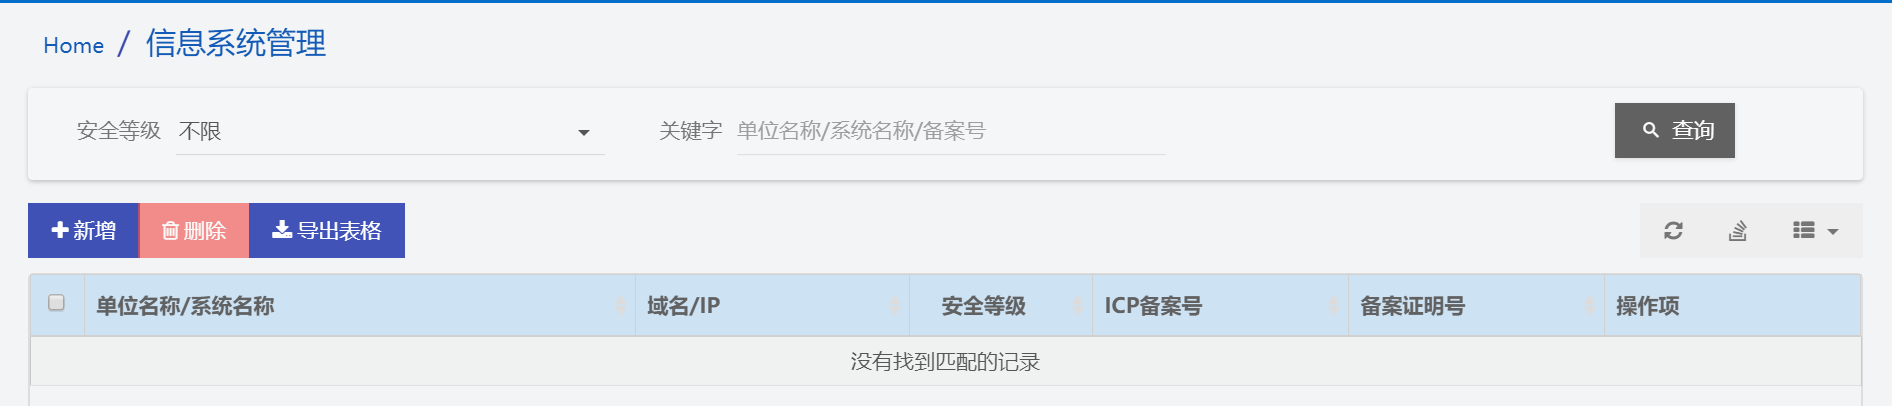 Home / 信息系统管理
安全等级 不限 关键字 单位名称/系统名称/备案号 查询
新增 删除 导出表格
单位名称/系统名称 域名/IP 安全等级 ICP备案号 备案证明号 操作项
没有找到匹配的记录